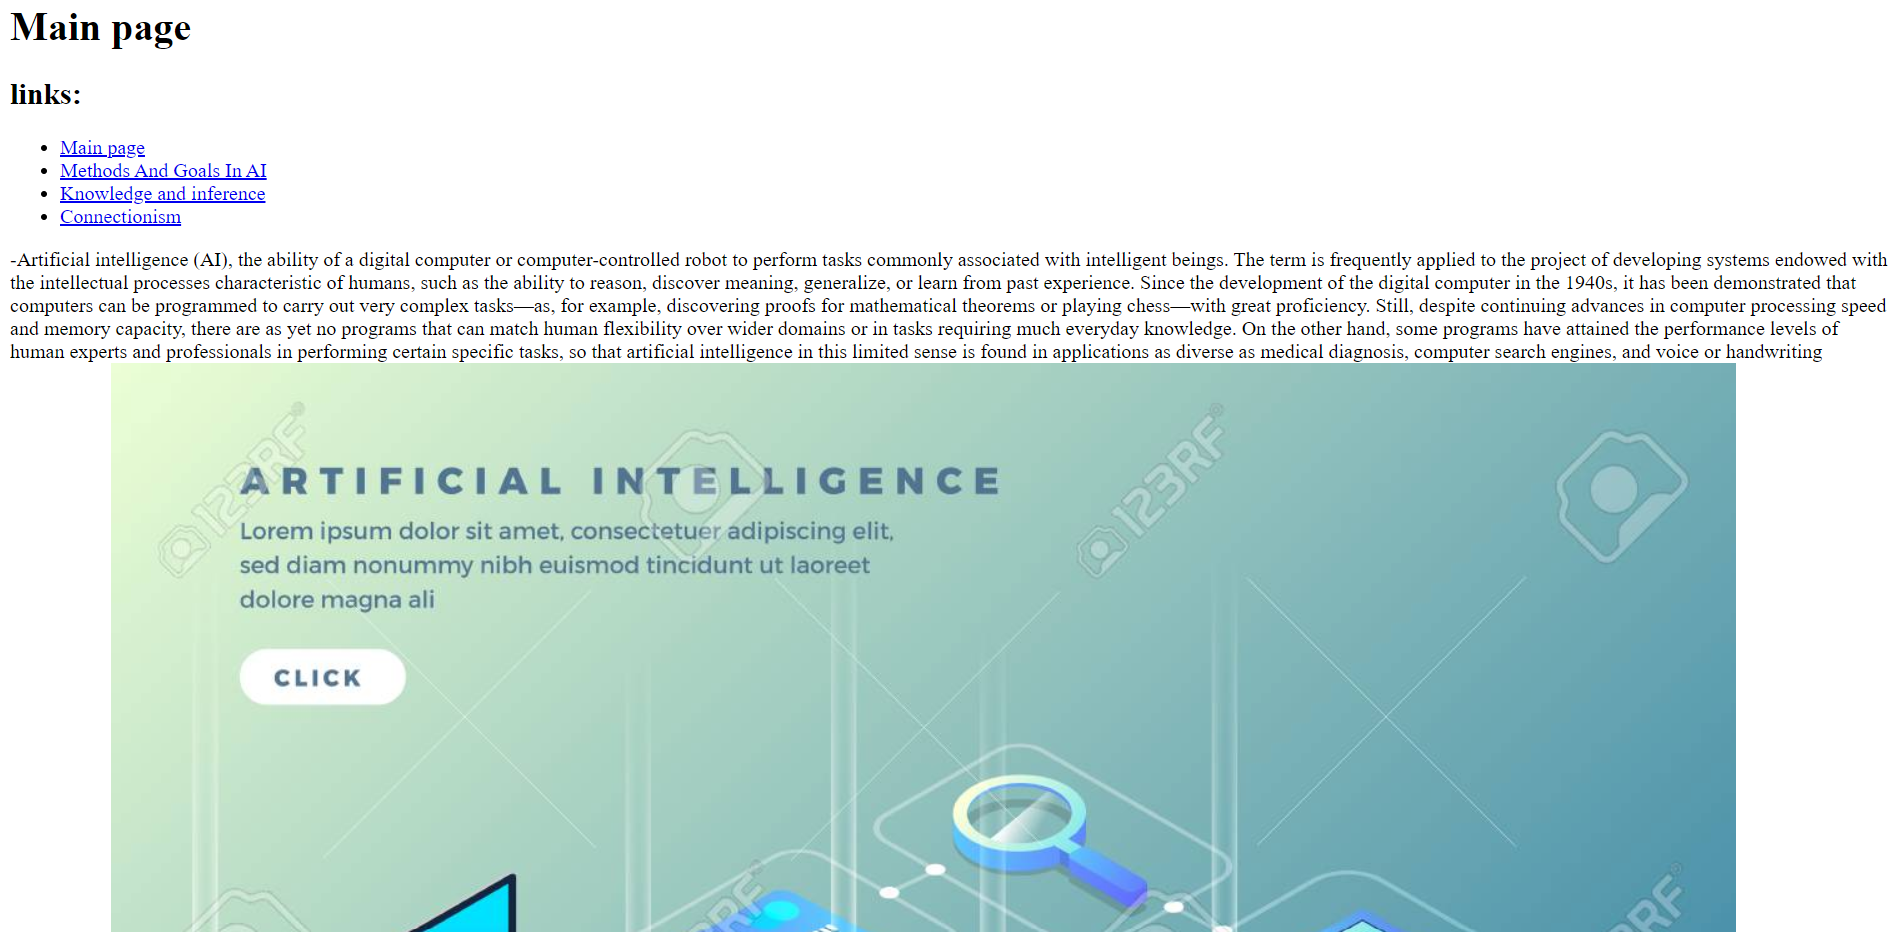 Main page
links:
Main page
Methods And Goals In AI
Knowledge and inference
Connectionism
-Artificial intelligence (AI), the ability of a digital computer or computer-controlled robot to perform tasks commonly associated with intelligent beings. The term is frequently applied to the project of developing systems endowed with
the intellectual processes characteristic of humans, such as the ability to reason, discover meaning, generalize, or learn from past experience. Since the development of the digital computer in the 1940s, it has been demonstrated that
computers can be programmed to carry out very complex tasks—as, for example, discovering proofs for mathematical theorems or playing chess—with great proficiency. Still, despite continuing advances in computer processing speed
and memory capacity, there are as yet no programs that can match human flexibility over wider domains or in tasks requiring much everyday knowledge. On the other hand, some programs have attained the performance levels of
human experts and professionals in performing certain specific tasks, so that artificial intelligence in this limited sense is found in applications as diverse as medical diagnosis, computer search engines, and voice or handwriting
123RF®
123RF®
ARTIFICIAL INTELLIGENCE
Lorem ipsum dolor sit amet, consectetuer adipiscing elit,
sed diam nonummy nibh euismod tincidunt ut laoreet
dolore magna ali
CLICK
RF®
RF®